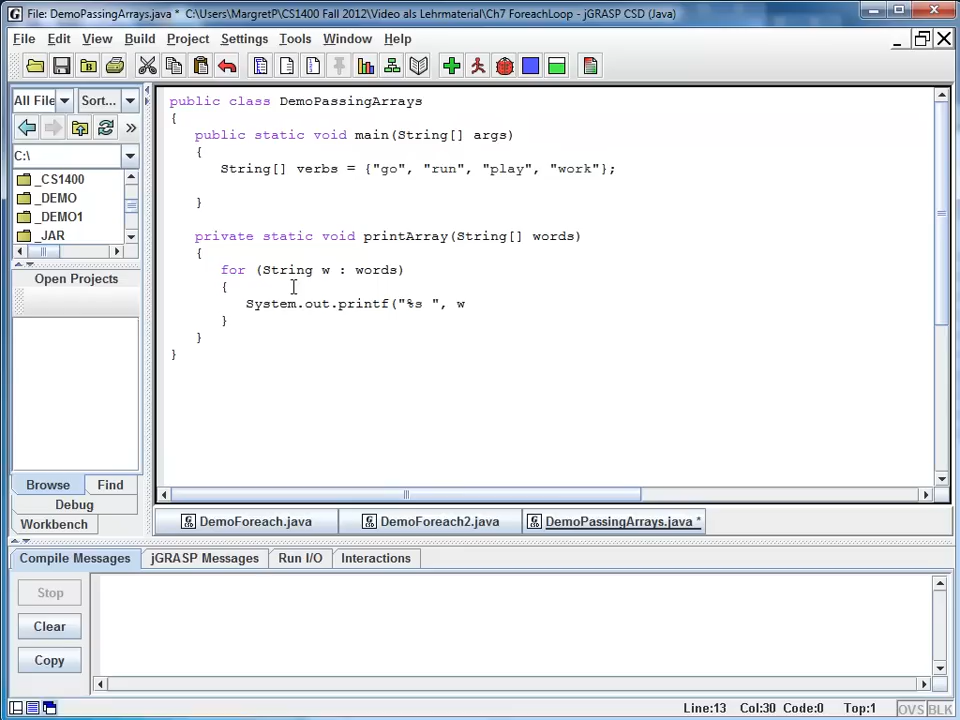 File: DemoPassingArrays.java * C:\Users\MargretP\CS1400 Fall 2012\Video als Lehrmaterial\Ch7 ForeachLoop - jGRASP CSD (Java)
File Edit View Build Project Settings Tools Window Help
All File Sort...
C:\
_CS1400
_DEMO
_DEMO1
_JAR
Open Projects
Browse Find
Debug
Workbench
public class DemoPassingArrays
{
public static void main(String[] args)
{
String[] verbs = {"go", "run", "play", "work"};
}
private static void printArray(String[] words)
{
for (String w : words)
{
System.out.printf("%s ", w
}
}
}
DemoForeach.java DemoForeach2.java DemoPassingArrays.java *
Compile Messages jGRASP Messages Run I/O Interactions
Stop
Clear
Copy
Line:13 Col:30 Code:0 Top:1 OVS BLK